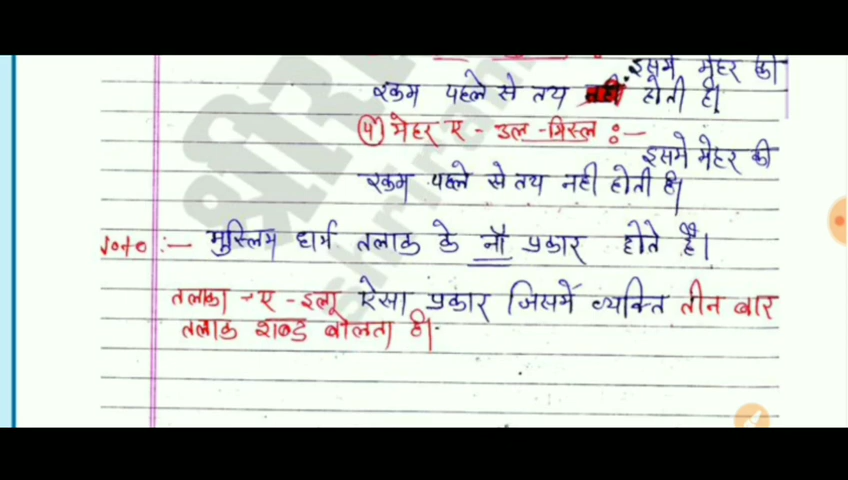 इसमे मेहर की
रकम पहले से तय नही होती है।
(4) मेहर ए - उल - मिस्ल :-
इसमे मेहर की
रकम पहले से तय नही होती है।
Note :- मुस्लिम धर्म तलाक के नौ प्रकार होते है।
तलाका - ए - इलू ऐसा प्रकार जिसमें व्यक्ति तीन बार
तलाक शब्द बोलता है।